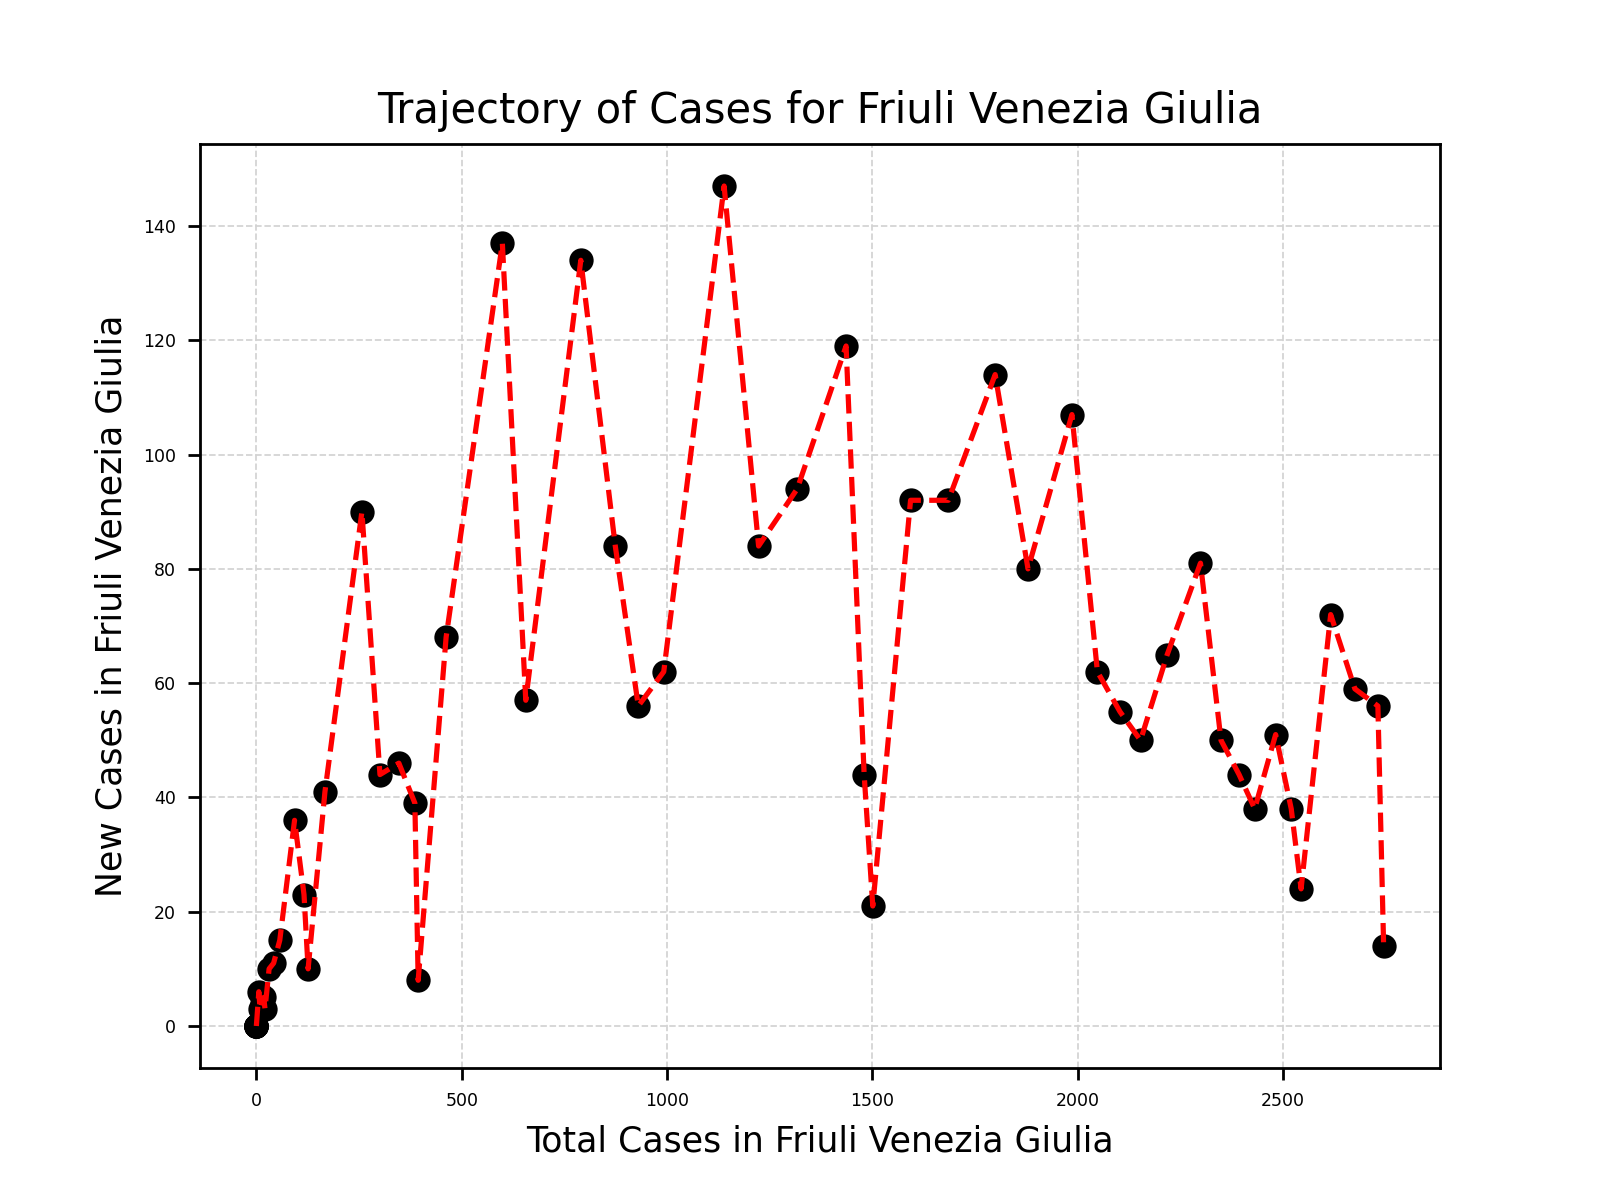 Trajectory of Cases for Friuli Venezia Giulia
New Cases in Friuli Venezia Giulia
140
120
100
80
60
40
20
0
0 500 1000 1500 2000 2500
Total Cases in Friuli Venezia Giulia